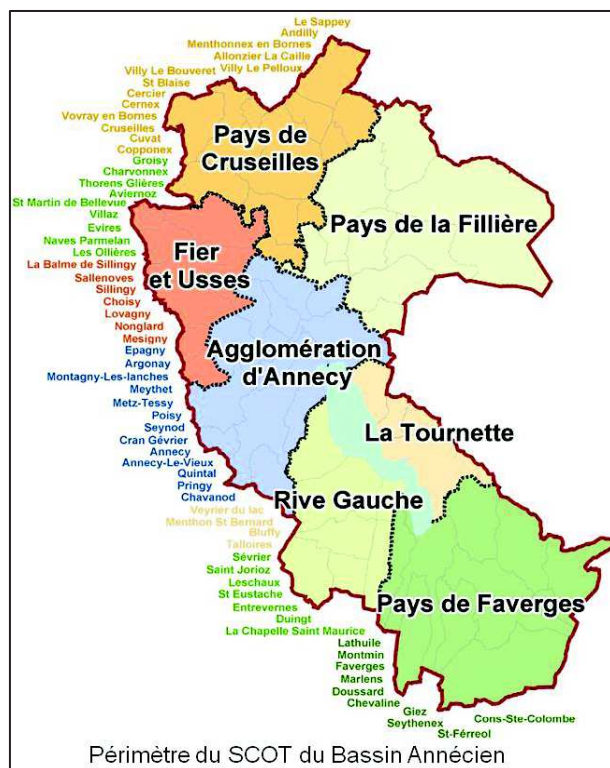 Le Sappey
Andilly
Menthonnex en Bornes
Allonzier La Caille
Villy Le Bouveret Villy Le Pelloux
St Blaise
Cercier
Cernex
Vovray en Bornes
Cruseilles
Cuvat
Copponex
Groisy
Charvonnex
Thorens Glières
Aviernoz
St Martin de Bellevue
Villaz
Evires
Naves Parmelan
Les Ollières
La Balme de Sillingy
Sallenoves
Sillingy
Choisy
Lovagny
Nonglard
Mesigny
Epagny
Argonay
Montagny-Les-lanches
Meythet
Metz-Tessy
Poisy
Seynod
Cran Gévrier
Annecy
Annecy-Le-Vieux
Quintal
Pringy
Chavanod
Veyrier du lac
Menthon St Bernard
Bluffy
Talloires
Sévrier
Saint Jorioz
Leschaux
St Eustache
Entrevernes
Duingt
La Chapelle Saint Maurice
Lathuile
Montmin
Faverges
Marlens
Doussard
Chevaline
Giez
Seythenex
St-Férreol
Cons-Ste-Colombe
Pays de
Cruseilles
Pays de la Fillière
Fier
et Usses
Agglomération
d'Annecy
La Tournette
Rive Gauche
Pays de Faverges
Périmètre du SCOT du Bassin Annécien